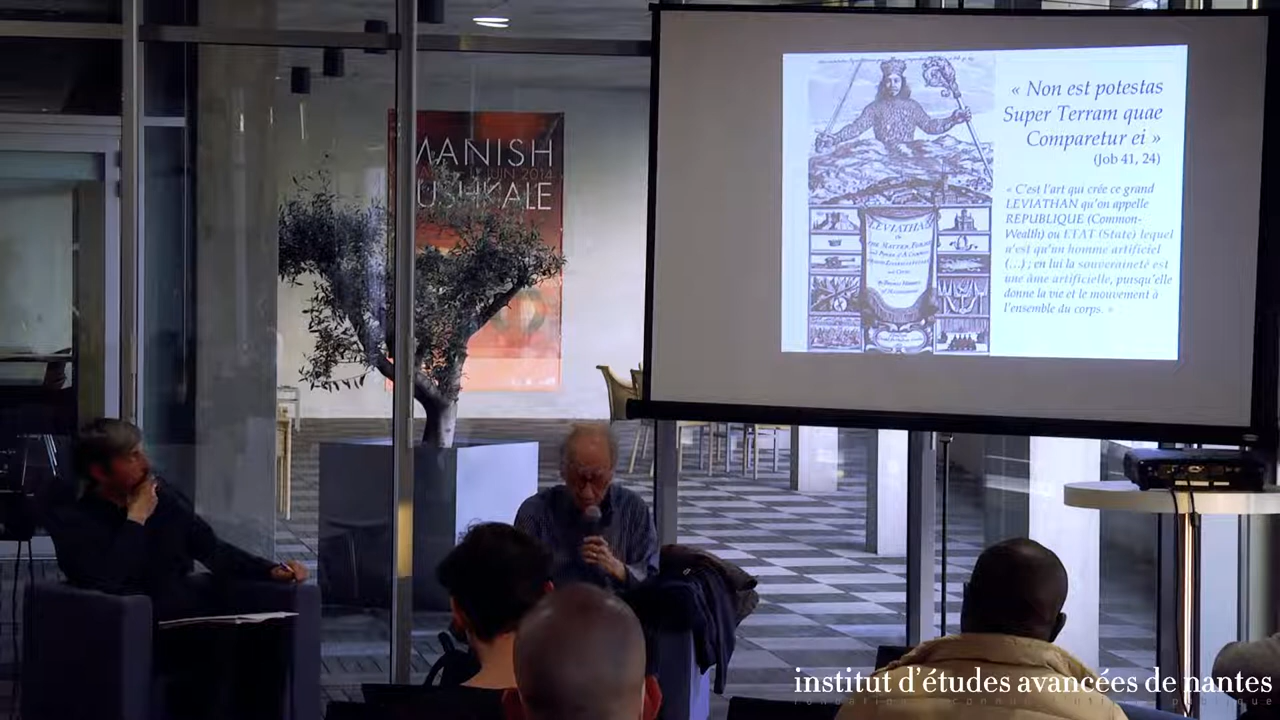 MANISH
JUIN 2014
PUSHKALE
« Non est potestas
Super Terram quae
Comparetur ei »
(Job 41, 24)
« C'est l'art qui crée ce grand
LEVIATHAN qu'on appelle
REPUBLIQUE (Common-
Wealth) ou ETAT (State) lequel
n'est qu'un homme artificiel
(...) ; en lui la souveraineté est
une âme artificielle, puisqu'elle
donne la vie et le mouvement à
l'ensemble du corps. »
LEVIATHAN
institut d'études avancées de nantes